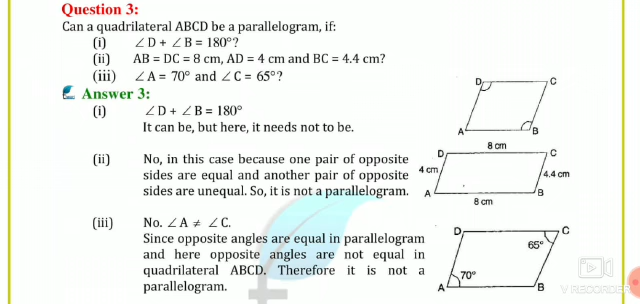 Question 3:
Can a quadrilateral ABCD be a parallelogram, if:
(i) ∠D + ∠B = 180°?
(ii) AB = DC = 8 cm, AD = 4 cm and BC = 4.4 cm?
(iii) ∠A = 70° and ∠C = 65°?
Answer 3:
(i) ∠D + ∠B = 180°
It can be, but here, it needs not to be.
D C
A B
(ii) No, in this case because one pair of opposite
sides are equal and another pair of opposite
sides are unequal. So, it is not a parallelogram.
8 cm
D C
4 cm 4.4 cm
A B
8 cm
(iii) No. ∠A ≠ ∠C.
Since opposite angles are equal in parallelogram
and here opposite angles are not equal in
quadrilateral ABCD. Therefore it is not a
parallelogram.
D C
65°
70°
A B
V RECORDER